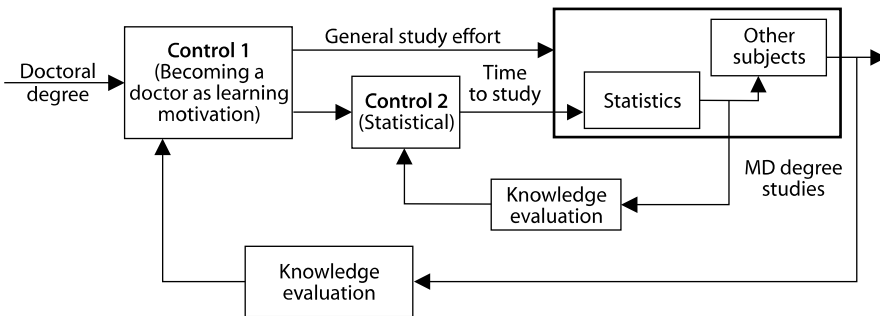 Doctoral
degree
Control 1
(Becoming a
doctor as learning
motivation)
General study effort
Control 2
(Statistical)
Time
to study
Statistics
Other
subjects
MD degree
studies
Knowledge
evaluation
Knowledge
evaluation